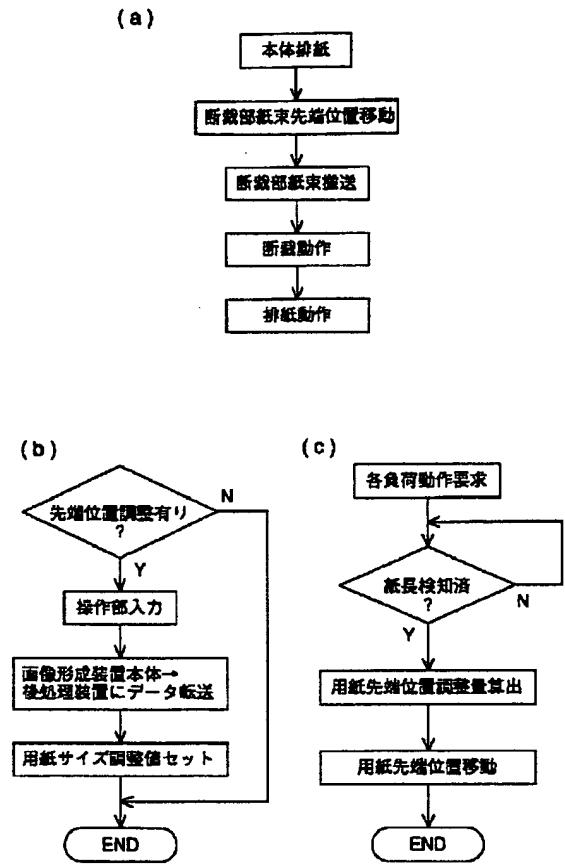 (a)
本体排紙
断裁部紙束先端位置移動
断裁部紙束搬送
断裁動作
排紙動作
(b)
先端位置調整有り
?
N
Y
操作部入力
画像形成装置本体→
後処理装置にデータ転送
用紙サイズ調整値セット
END
(c)
各負荷動作要求
紙長検知済
?
N
Y
用紙先端位置調整量算出
用紙先端位置移動
END